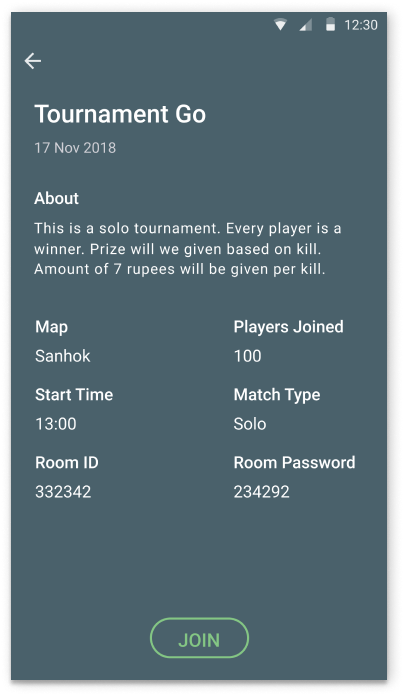 12:30
Tournament Go
17 Nov 2018
About
This is a solo tournament. Every player is a
winner. Prize will we given based on kill.
Amount of 7 rupees will be given per kill.
Map
Players Joined
Sanhok
100
Start Time
Match Type
13:00
Solo
Room ID
Room Password
332342
234292
JOIN